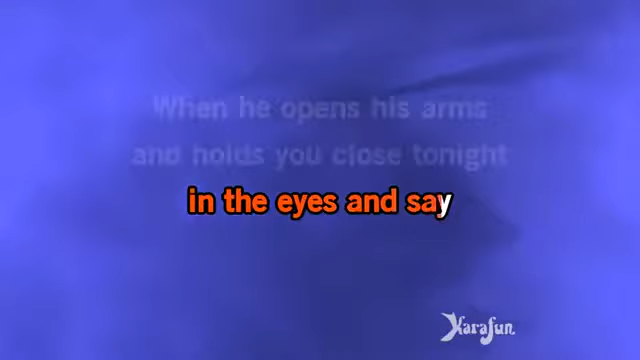 When he opens his arms
and holds you close tonight
in the eyes and say
KaraFun